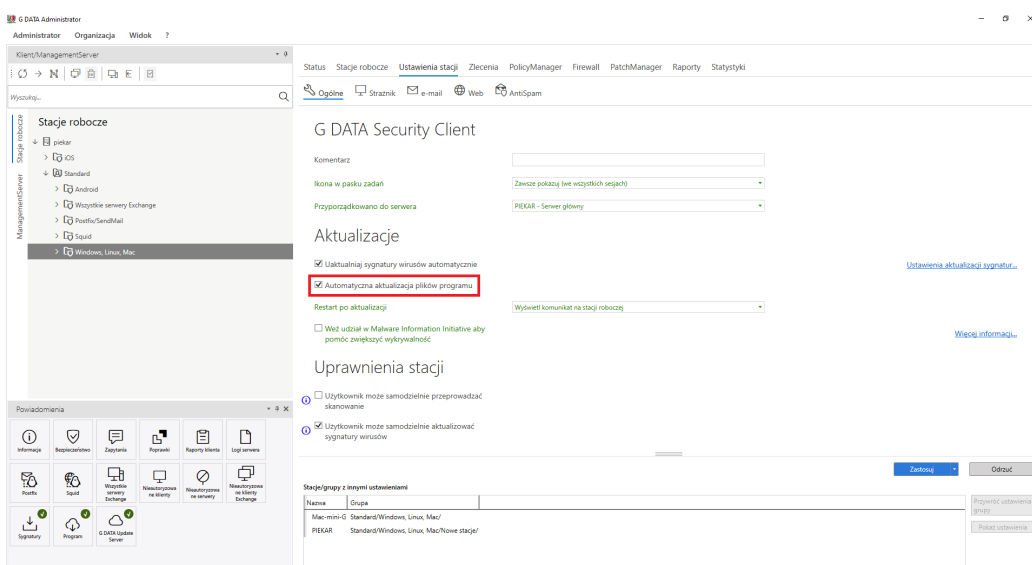 G DATA Administrator
Administrator Organizacja Widok ?
Klient/ManagementServer
Wyszukaj...
Stacje robocze
ManagementServer
Stacje robocze
piekar
iOS
Standard
Android
Wszystkie serwery Exchange
Postfix/SendMail
Squid
Windows, Linux, Mac
Powiadomienia
Informacje Bezpieczeństwo Zapytania Poprawki Raporty klienta Logi serwera
Postfix Squid Wszystkie serwery Exchange Nieautoryzowane klienty Nieautoryzowane serwery Nieautoryzowane klienty Exchange
Sygnatury Program G DATA Update Server
Status Stacje robocze Ustawienia stacji Zlecenia PolicyManager Firewall PatchManager Raporty Statystyki
Ogólne Strażnik e-mail Web AntiSpam
G DATA Security Client
Komentarz
Ikona w pasku zadań Zawsze pokazuj (we wszystkich sesjach)
Przyporządkowano do serwera PIEKAR - Serwer główny
Aktualizacje
Uaktualniaj sygnatury wirusów automatycznie Ustawienia aktualizacji sygnatur...
Automatyczna aktualizacja plików programu
Restart po aktualizacji Wyświetl komunikat na stacji roboczej
Weź udział w Malware Information Initiative aby
pomóc zwiększyć wykrywalność Więcej informacji...
Uprawnienia stacji
Użytkownik może samodzielnie przeprowadzać
skanowanie
Użytkownik może samodzielnie aktualizować
sygnatury wirusów
Zastosuj Odrzuć
Stacje/grupy z innymi ustawieniami
Nazwa Grupa
Mac-mini-G Standard/Windows, Linux, Mac/
PIEKAR Standard/Windows, Linux, Mac/Nowe stacje/
Przywróć ustawienia
grupy
Pokaż ustawienia